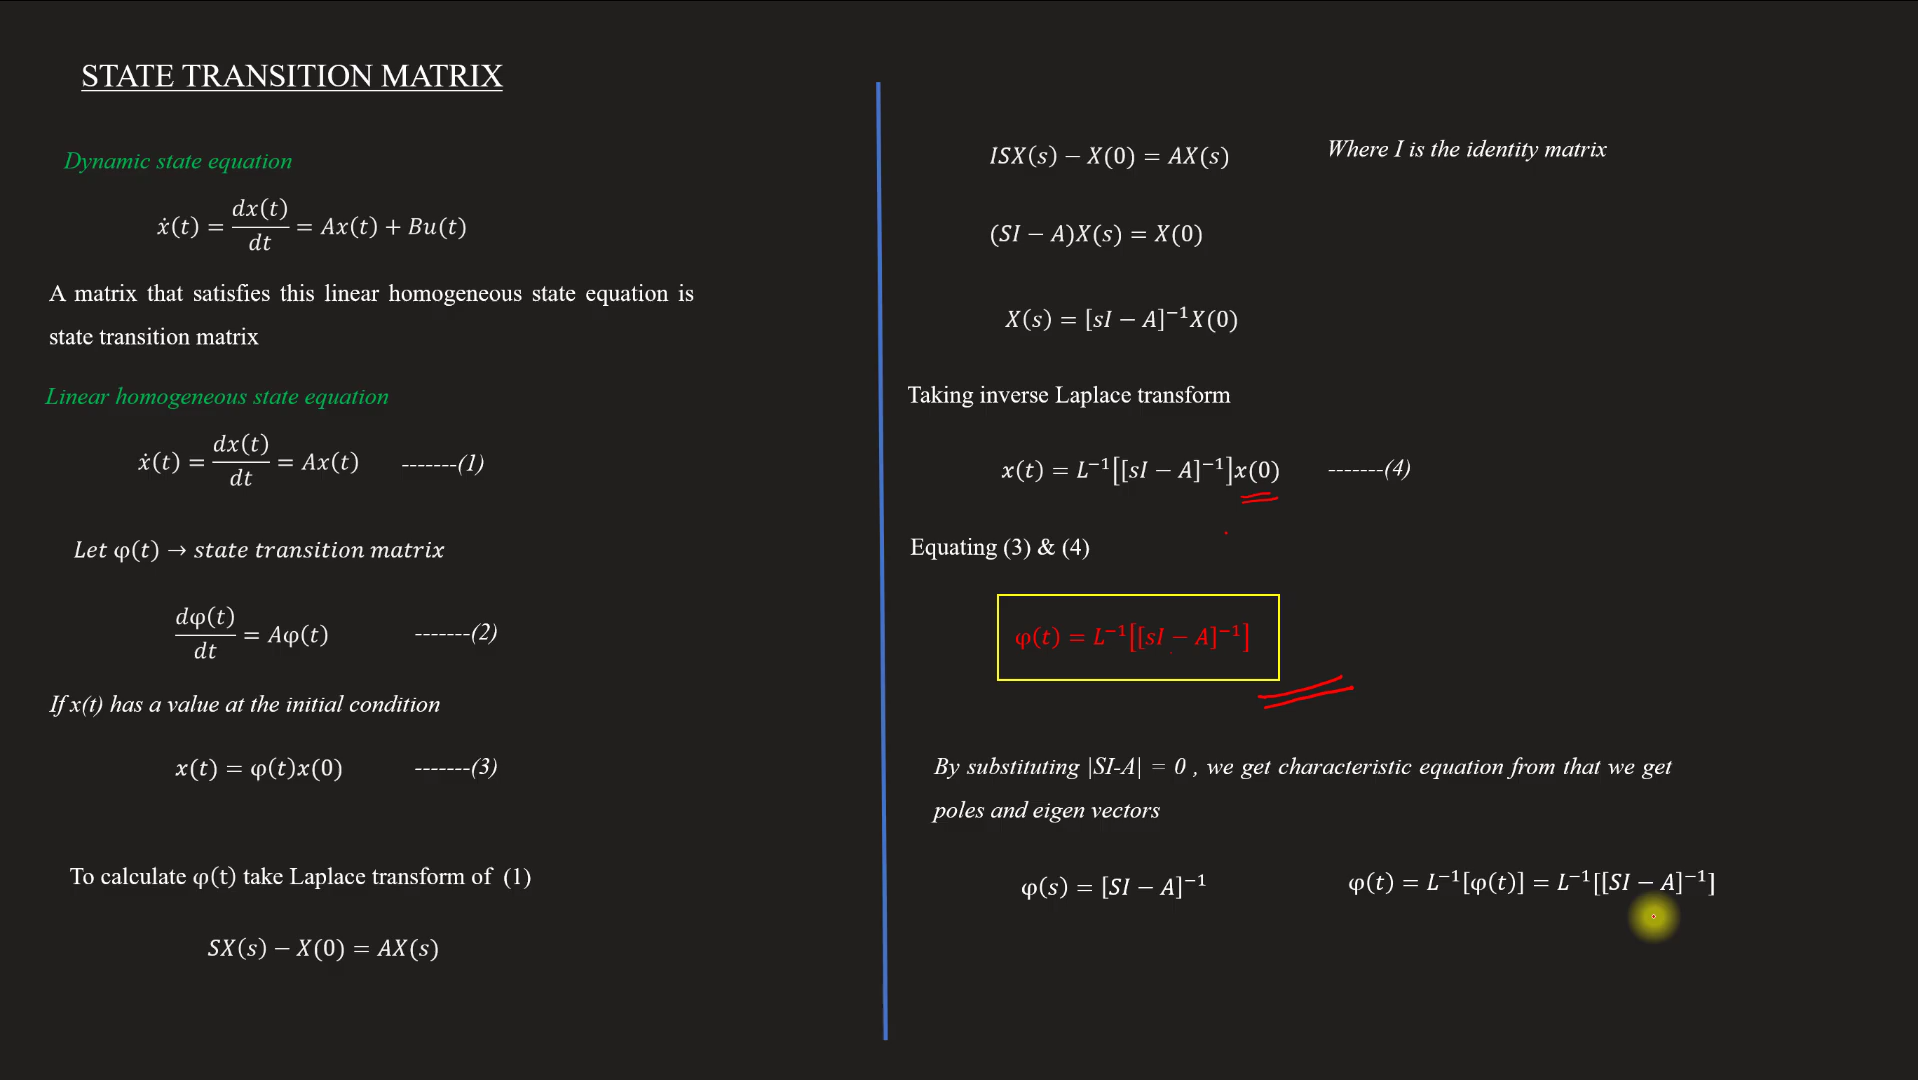 STATE TRANSITION MATRIX
Dynamic state equation
ẋ(t) = dx(t)/dt = Ax(t) + Bu(t)
A matrix that satisfies this linear homogeneous state equation is
state transition matrix
Linear homogeneous state equation
ẋ(t) = dx(t)/dt = Ax(t) -------(1)
Let φ(t) → state transition matrix
dφ(t)/dt = Aφ(t) -------(2)
If x(t) has a value at the initial condition
x(t) = φ(t)x(0) -------(3)
To calculate φ(t) take Laplace transform of (1)
SX(s) − X(0) = AX(s)
ISX(s) − X(0) = AX(s) Where I is the identity matrix
(SI − A)X(s) = X(0)
X(s) = [sI − A]⁻¹X(0)
Taking inverse Laplace transform
x(t) = L⁻¹[[sI − A]⁻¹]x(0) -------(4)
Equating (3) & (4)
φ(t) = L⁻¹[[sI − A]⁻¹]
By substituting |SI-A| = 0 , we get characteristic equation from that we get
poles and eigen vectors
φ(s) = [SI − A]⁻¹ φ(t) = L⁻¹[φ(t)] = L⁻¹[[SI − A]⁻¹]